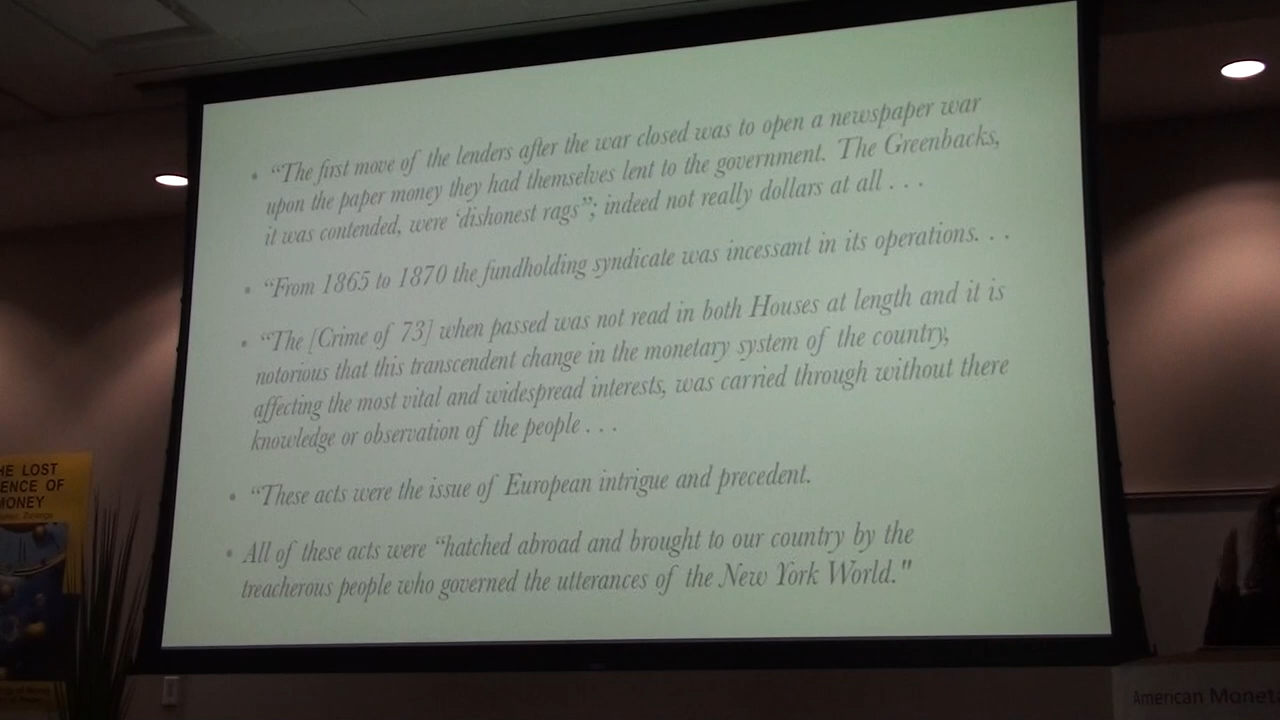 • “The first move of the lenders after the war closed was to open a newspaper war
upon the paper money they had themselves lent to the government. The Greenbacks,
it was contended, were ‘dishonest rags”; indeed not really dollars at all . . .
• “From 1865 to 1870 the fundholding syndicate was incessant in its operations. . .
• “The [Crime of 73] when passed was not read in both Houses at length and it is
notorious that this transcendent change in the monetary system of the country,
affecting the most vital and widespread interests, was carried through without there
knowledge or observation of the people . . .
• “These acts were the issue of European intrigue and precedent.
• All of these acts were “hatched abroad and brought to our country by the
treacherous people who governed the utterances of the New York World."
HE LOST
ENCE OF
MONEY
American Moneta